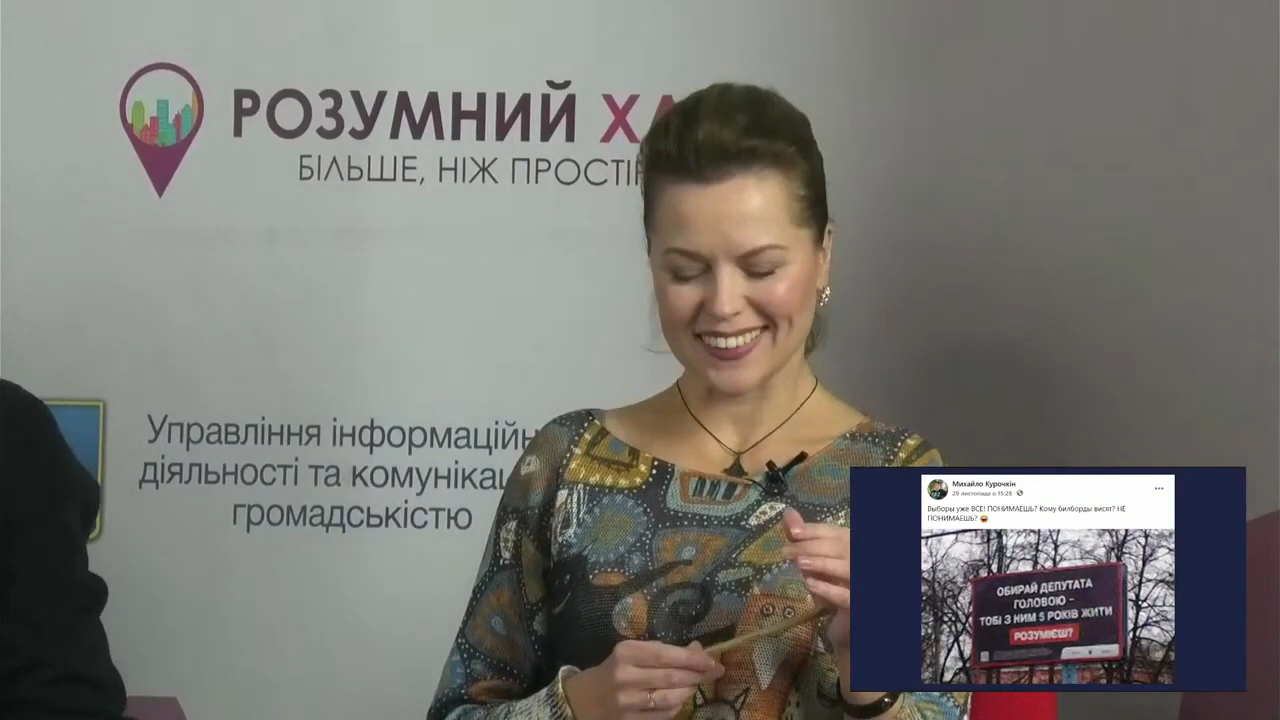 РОЗУМНИЙ ХА
БІЛЬШЕ, НІЖ ПРОСТІР
Управління інформаційн
діяльності та комунікац
громадськістю
Михайло Курочкін
29 листопада о 15:28
Выборы уже ВСЕ! ПОНИМАЕШЬ? Кому билборды висят? НЕ
ПОНИМАЕШЬ? 😂
ОБИРАЙ ДЕПУТАТА
ГОЛОВОЮ –
ТОБІ З НИМ 5 РОКІВ ЖИТИ
РОЗУМІЄШ?